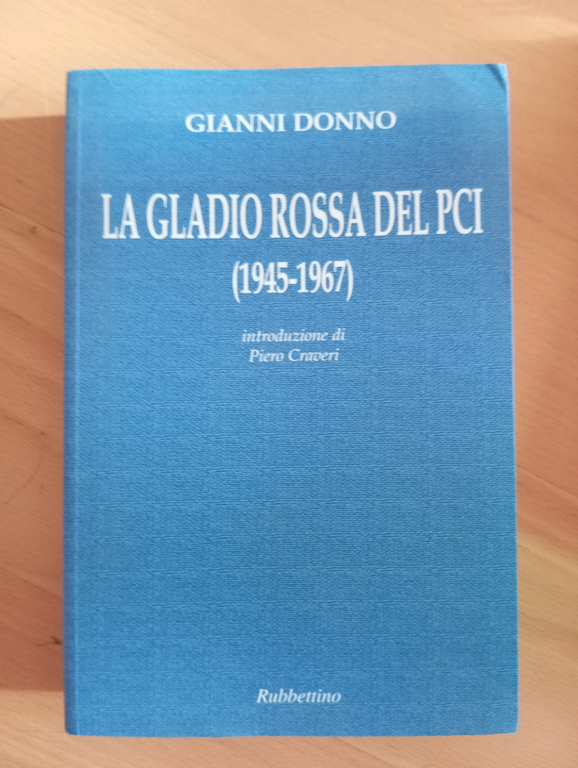 GIANNI DONNO
LA GLADIO ROSSA DEL PCI
(1945-1967)
introduzione di
Piero Craveri
Rubbettino